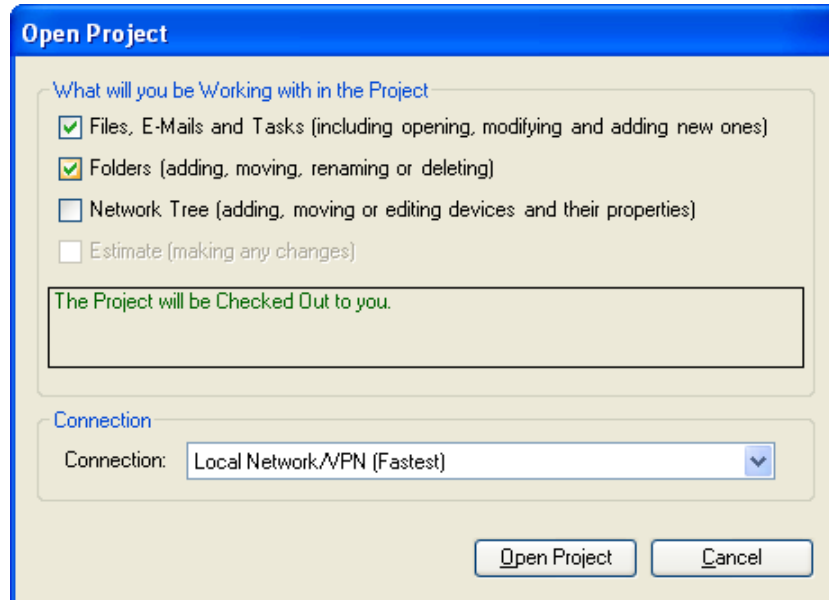 Open Project
What will you be Working with in the Project
Files, E-Mails and Tasks (including opening, modifying and adding new ones)
Folders (adding, moving, renaming or deleting)
Network Tree (adding, moving or editing devices and their properties)
Estimate (making any changes)
The Project will be Checked Out to you.
Connection
Connection: Local Network/VPN (Fastest)
Open Project Cancel